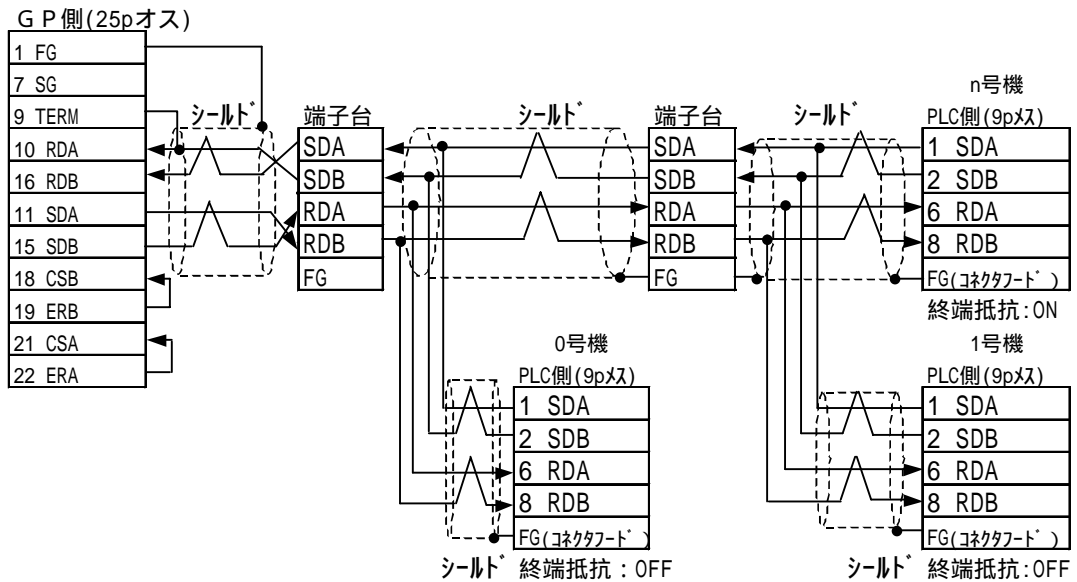 GP側(25pオス)
1 FG
7 SG
9 TERM
10 RDA
16 RDB
11 SDA
15 SDB
18 CSB
19 ERB
21 CSA
22 ERA
シールド
端子台
SDA
SDB
RDA
RDB
FG
シールド
端子台
SDA
SDB
RDA
RDB
FG
シールド
n号機
PLC側(9pメス)
1 SDA
2 SDB
6 RDA
8 RDB
FG(コネクタフード)
終端抵抗:ON
0号機
PLC側(9pメス)
1 SDA
2 SDB
6 RDA
8 RDB
FG(コネクタフード)
シールド 終端抵抗:OFF
1号機
PLC側(9pメス)
1 SDA
2 SDB
6 RDA
8 RDB
FG(コネクタフード)
シールド 終端抵抗:OFF